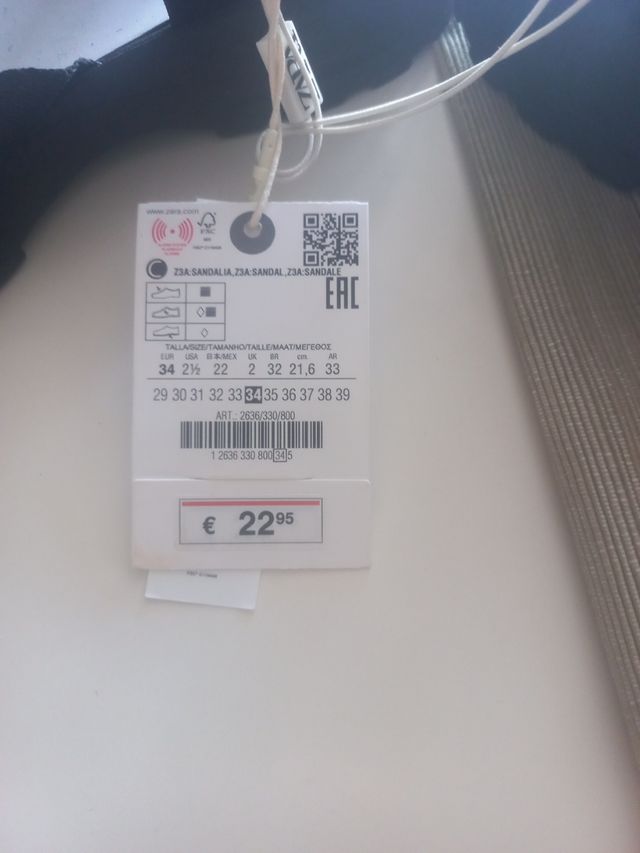 ZARA
www.zara.com
FSC
MIX
Z3A:SANDALIA,Z3A:SANDAL,Z3A:SANDALE
EAC
TALLA/SIZE/TAMANHO/TAILLE/MAAT/ΜΕΓΕΘΟΣ
EUR USA 日本/MEX UK BR cm. AR
34 2½ 22 2 32 21,6 33
29 30 31 32 33 34 35 36 37 38 39
ART.: 2636/330/800
1 2636 330 800 34 5
€ 22 95